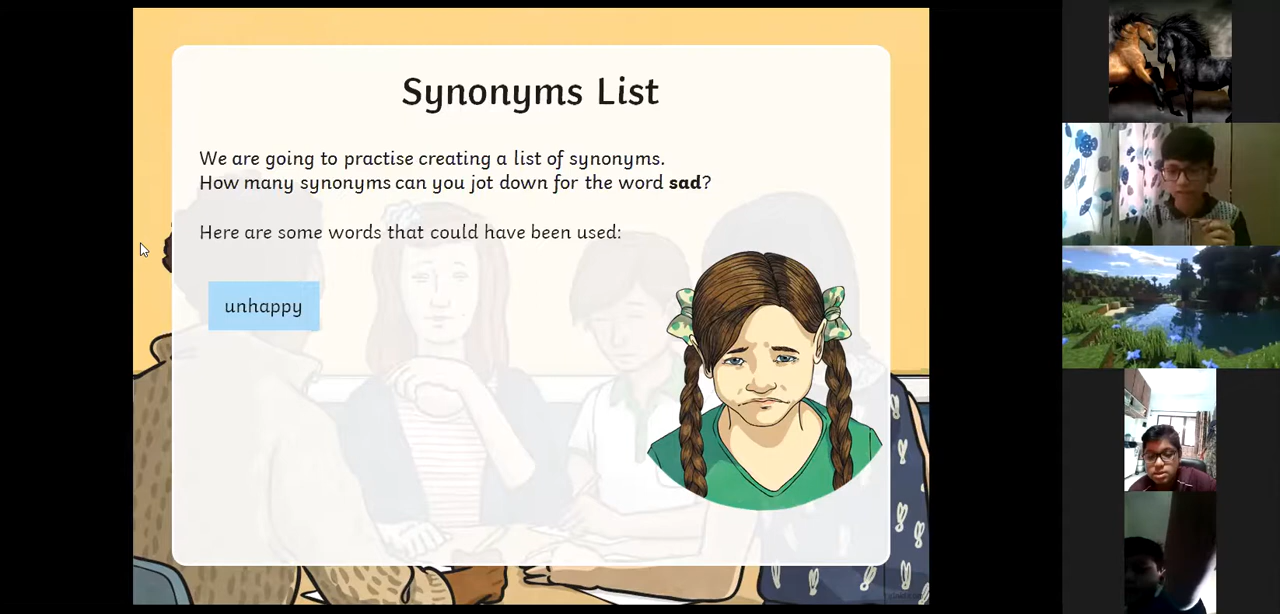 Synonyms List
We are going to practise creating a list of synonyms.
How many synonyms can you jot down for the word sad?
Here are some words that could have been used:
unhappy